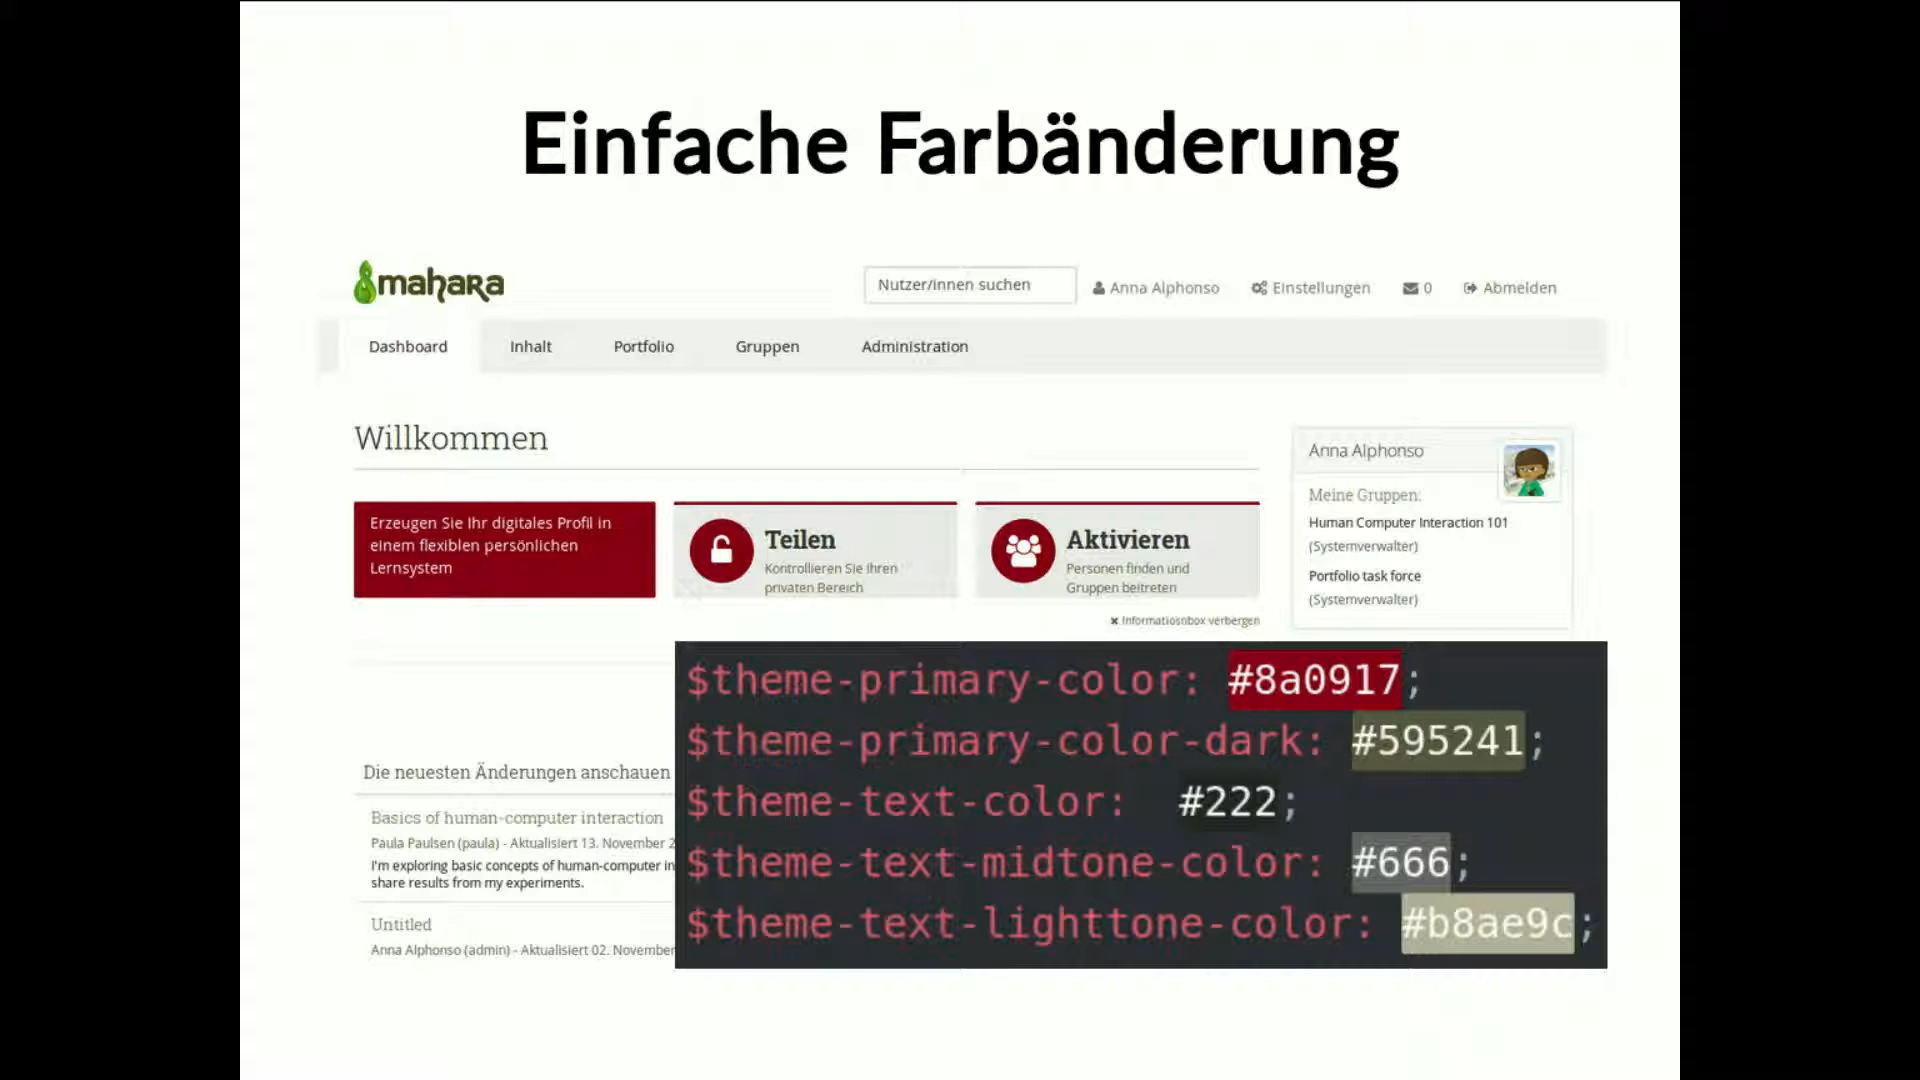 Einfache Farbänderung
mahara
Nutzer/innen suchen
Anna Alphonso
Einstellungen
0
Abmelden
Dashboard
Inhalt
Portfolio
Gruppen
Administration
Willkommen
Erzeugen Sie Ihr digitales Profil in
einem flexiblen persönlichen
Lernsystem
Teilen
Kontrollieren Sie Ihren
privaten Bereich
Aktivieren
Personen finden und
Gruppen beitreten
Informatiosnbox verbergen
Anna Alphonso
Meine Gruppen:
Human Computer Interaction 101
(Systemverwalter)
Portfolio task force
(Systemverwalter)
Die neuesten Änderungen anschauen
Basics of human-computer interaction
Paula Paulsen (paula) - Aktualisiert 13. November 2
I'm exploring basic concepts of human-computer in
share results from my experiments.
Untitled
Anna Alphonso (admin) - Aktualisiert 02. November
$theme-primary-color: #8a0917;
$theme-primary-color-dark: #595241;
$theme-text-color: #222;
$theme-text-midtone-color: #666;
$theme-text-lighttone-color: #b8ae9c;